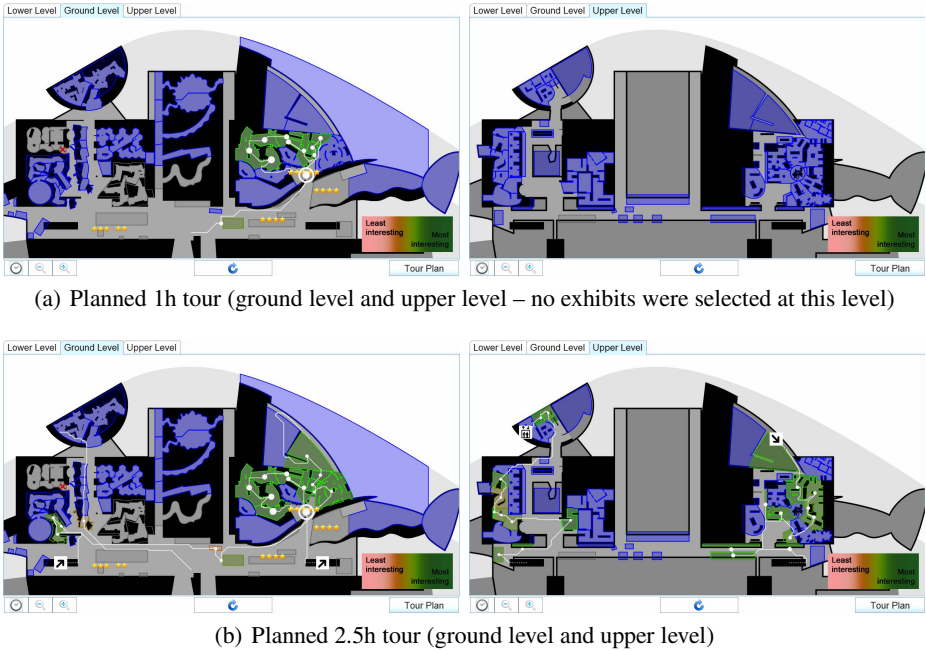 Lower Level Ground Level Upper Level
Lower Level Ground Level Upper Level
Least interesting
Most interesting
Least interesting
Most interesting
Tour Plan
Tour Plan
(a) Planned 1h tour (ground level and upper level – no exhibits were selected at this level)
Lower Level Ground Level Upper Level
Lower Level Ground Level Upper Level
Least interesting
Most interesting
Least interesting
Most interesting
Tour Plan
Tour Plan
(b) Planned 2.5h tour (ground level and upper level)